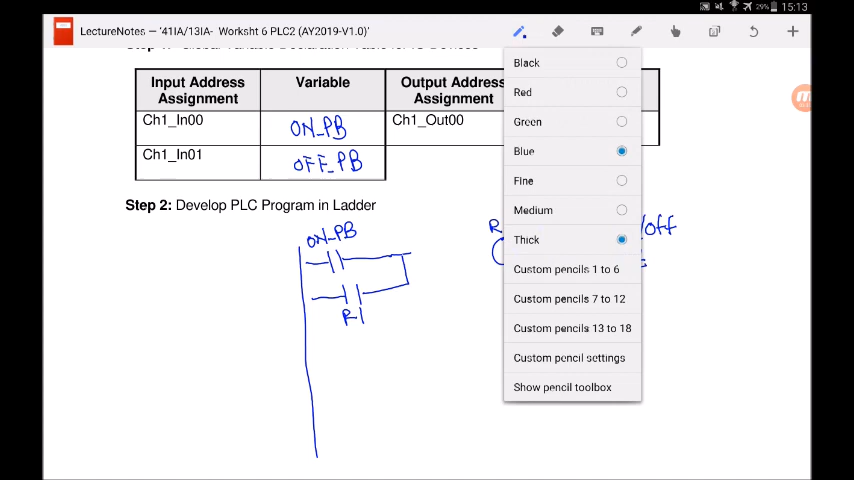 15:13
29%
LectureNotes — '41IA/13IA- Worksht 6 PLC2 (AY2019-V1.0)'
Input Address Assignment Variable Output Address Assignment
Ch1_In00 ON_PB Ch1_Out00
Ch1_In01 OFF_PB
Step 2: Develop PLC Program in Ladder
ON_PB
R1
R
/off
Black
Red
Green
Blue
Fine
Medium
Thick
Custom pencils 1 to 6
Custom pencils 7 to 12
Custom pencils 13 to 18
Custom pencil settings
Show pencil toolbox